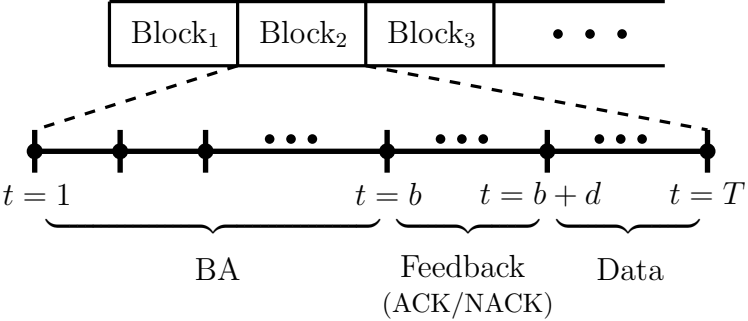 Block₁ Block₂ Block₃ • • •
• • • • • • • • •
t = 1 t = b t = b + d t = T
BA Feedback Data
(ACK/NACK)